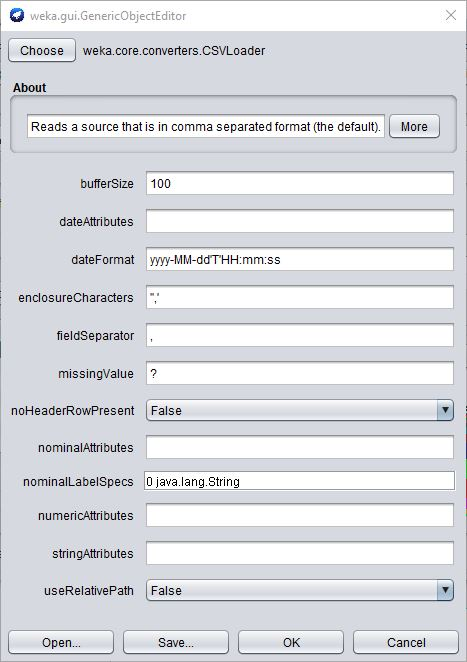 weka.gui.GenericObjectEditor
Choose weka.core.converters.CSVLoader
About
Reads a source that is in comma separated format (the default). More
bufferSize 100
dateAttributes
dateFormat yyyy-MM-dd'T'HH:mm:ss
enclosureCharacters ",'
fieldSeparator ,
missingValue ?
noHeaderRowPresent False
nominalAttributes
nominalLabelSpecs 0 java.lang.String
numericAttributes
stringAttributes
useRelativePath False
Open... Save... OK Cancel